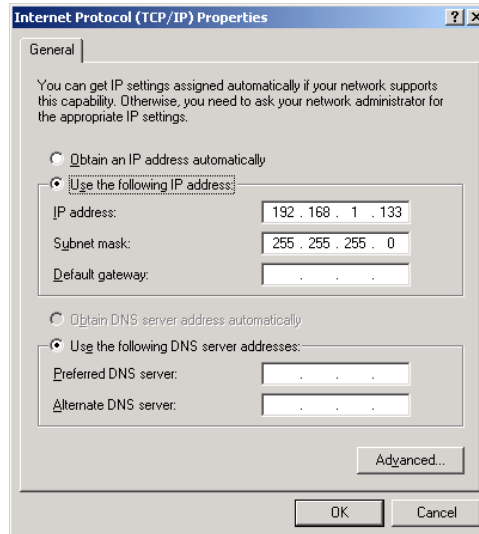 Internet Protocol (TCP/IP) Properties
General
You can get IP settings assigned automatically if your network supports
this capability. Otherwise, you need to ask your network administrator for
the appropriate IP settings.
Obtain an IP address automatically
Use the following IP address:
IP address: 192 . 168 . 1 . 133
Subnet mask: 255 . 255 . 255 . 0
Default gateway: . . .
Obtain DNS server address automatically
Use the following DNS server addresses:
Preferred DNS server: . . .
Alternate DNS server: . . .
Advanced...
OK Cancel